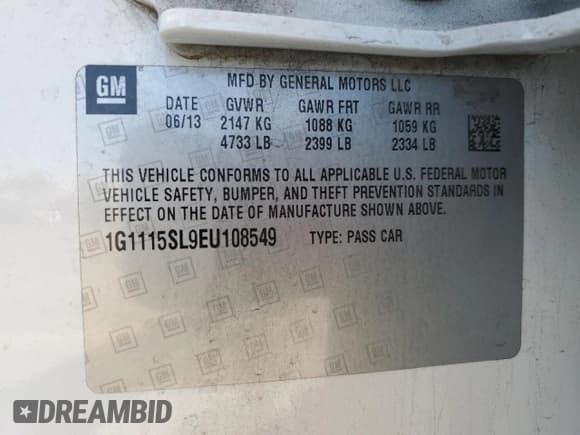 GM
MFD BY GENERAL MOTORS LLC
DATE GVWR GAWR FRT GAWR RR
06/13 2147 KG 1088 KG 1059 KG
4733 LB 2399 LB 2334 LB
THIS VEHICLE CONFORMS TO ALL APPLICABLE U.S. FEDERAL MOTOR
VEHICLE SAFETY, BUMPER, AND THEFT PREVENTION STANDARDS IN
EFFECT ON THE DATE OF MANUFACTURE SHOWN ABOVE.
1G1115SL9EU108549 TYPE: PASS CAR
DREAMBID